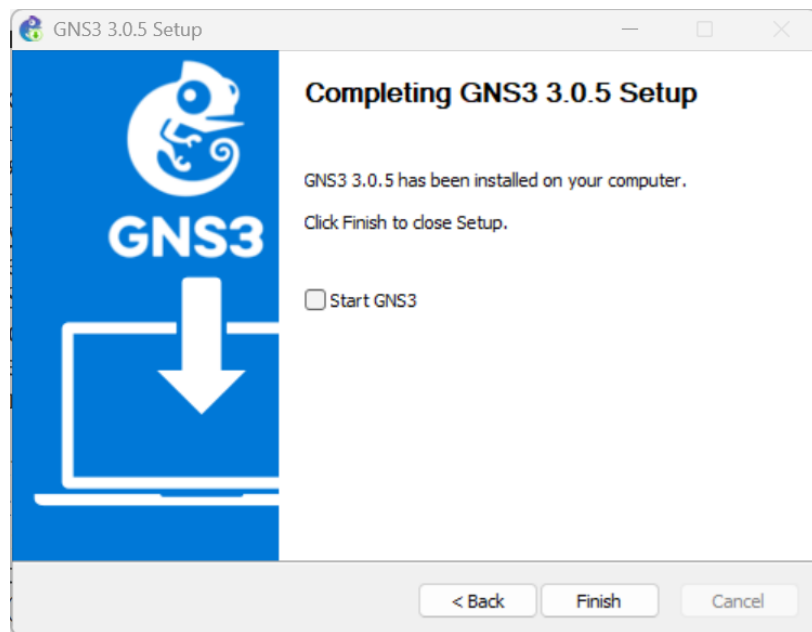 GNS3 3.0.5 Setup
Completing GNS3 3.0.5 Setup
GNS3 3.0.5 has been installed on your computer.
Click Finish to close Setup.
GNS3
Start GNS3
< Back
Finish
Cancel